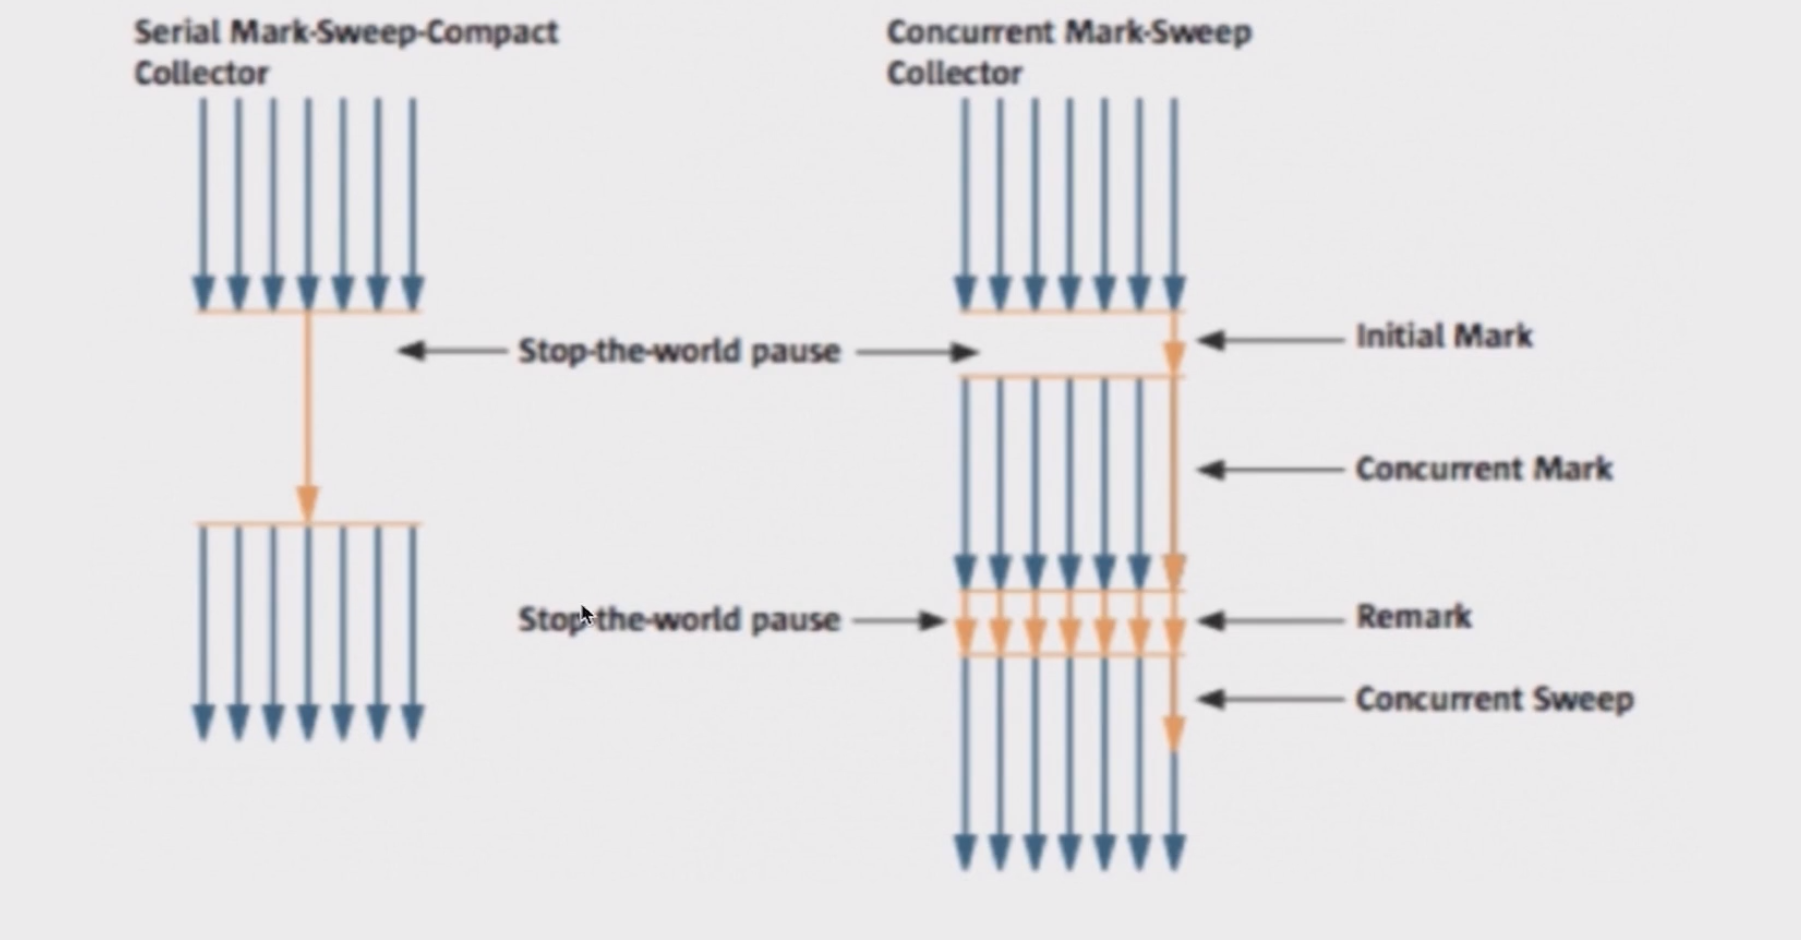 Serial Mark-Sweep-Compact
Collector
Concurrent Mark-Sweep
Collector
Stop-the-world pause
Initial Mark
Concurrent Mark
Stop-the-world pause
Remark
Concurrent Sweep